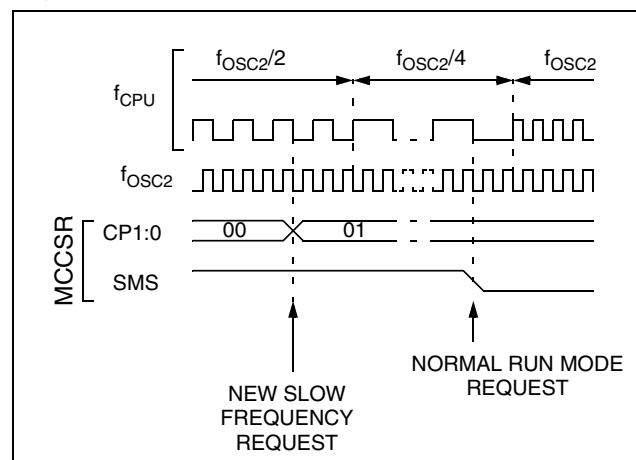 fOSC2/2
fOSC2/4
fOSC2
fCPU
fOSC2
MCCSR
CP1:0
00
01
SMS
NEW SLOW
FREQUENCY
REQUEST
NORMAL RUN MODE
REQUEST